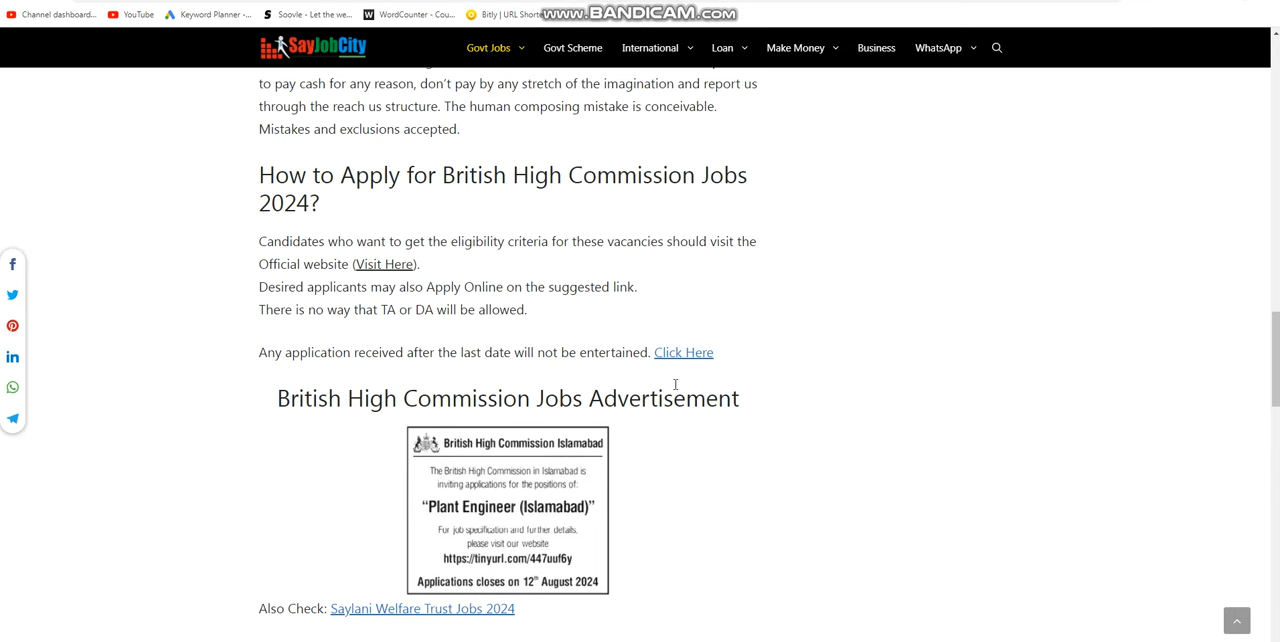 Channel dashboard...
YouTube
Keyword Planner -...
Soovle - Let the we...
WordCounter - Cou...
Bitly | URL Shorte
www.BANDICAM.com
SayJobCity
Govt Jobs
Govt Scheme
International
Loan
Make Money
Business
WhatsApp
to pay cash for any reason, don’t pay by any stretch of the imagination and report us
through the reach us structure. The human composing mistake is conceivable.
Mistakes and exclusions accepted.
How to Apply for British High Commission Jobs
2024?
Candidates who want to get the eligibility criteria for these vacancies should visit the
Official website (Visit Here).
Desired applicants may also Apply Online on the suggested link.
There is no way that TA or DA will be allowed.
Any application received after the last date will not be entertained. Click Here
British High Commission Jobs Advertisement
British High Commission Islamabad
The British High Commission in Islamabad is
inviting applications for the positions of:
“Plant Engineer (Islamabad)”
For job specification and further details,
please visit our website
https://tinyurl.com/447uuf6y
Applications closes on 12th August 2024
Also Check: Saylani Welfare Trust Jobs 2024